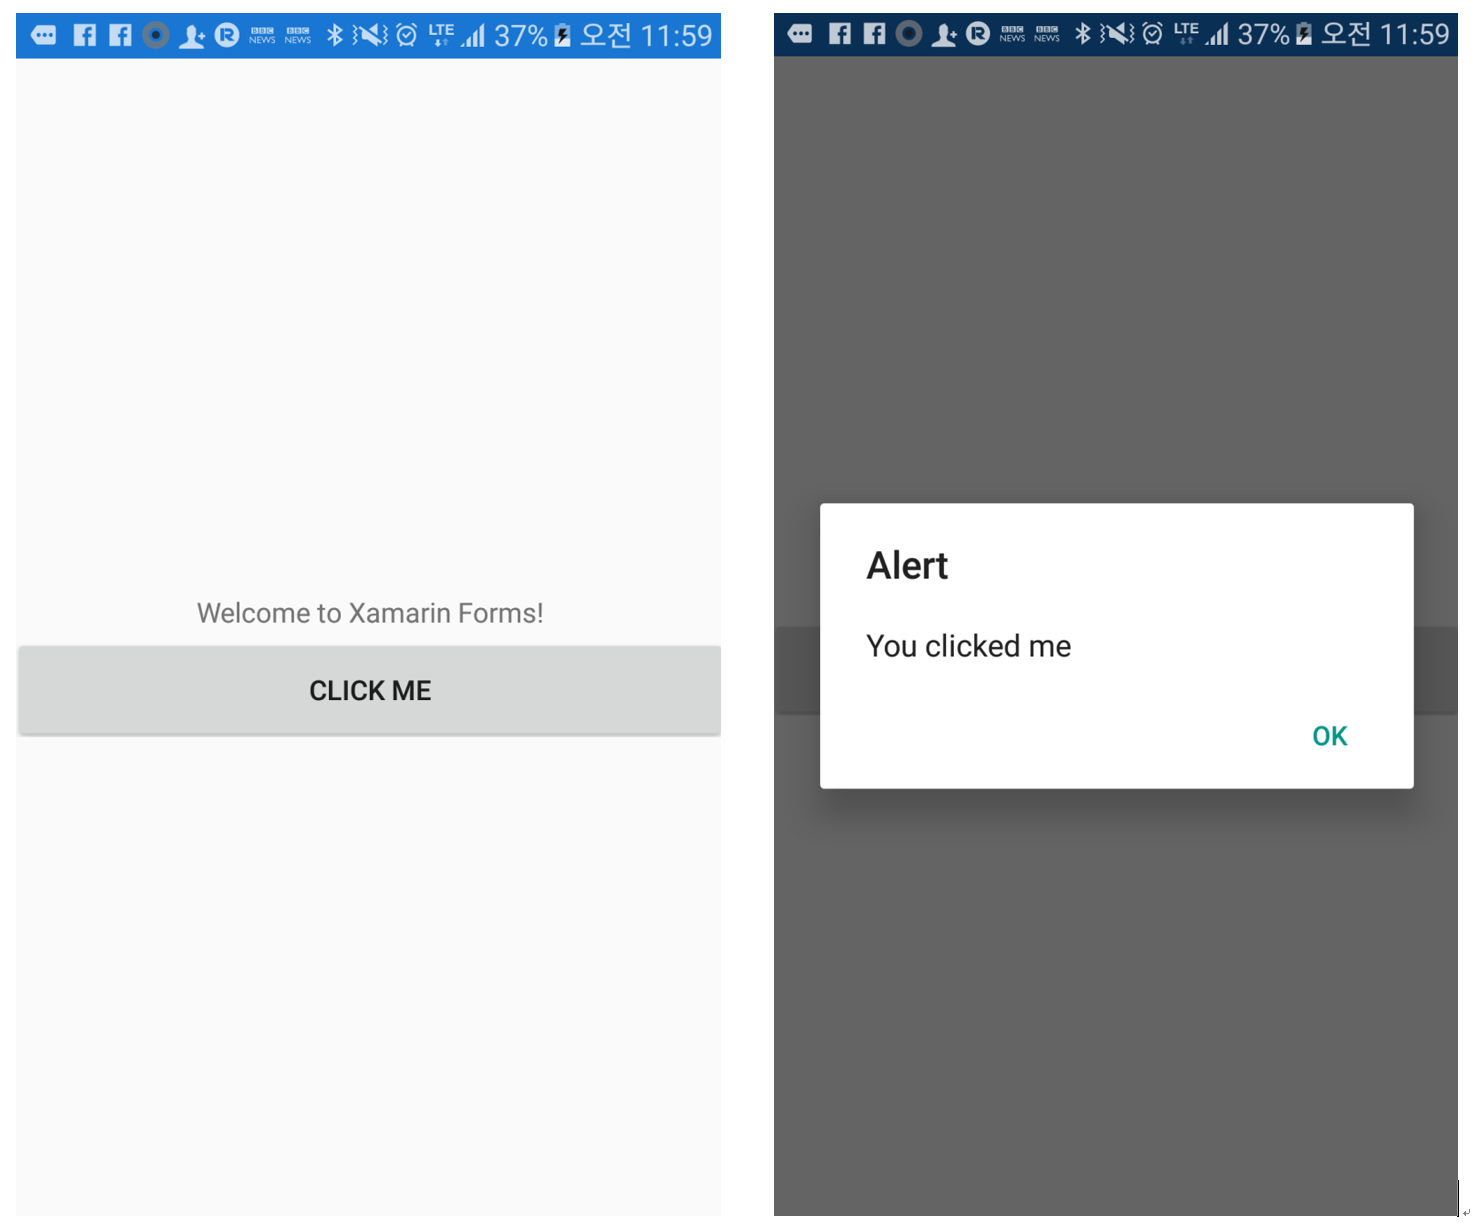 BBC NEWS BBC NEWS LTE 37% 오전 11:59
Welcome to Xamarin Forms!
CLICK ME
BBC NEWS BBC NEWS LTE 37% 오전 11:59
Alert
You clicked me
OK